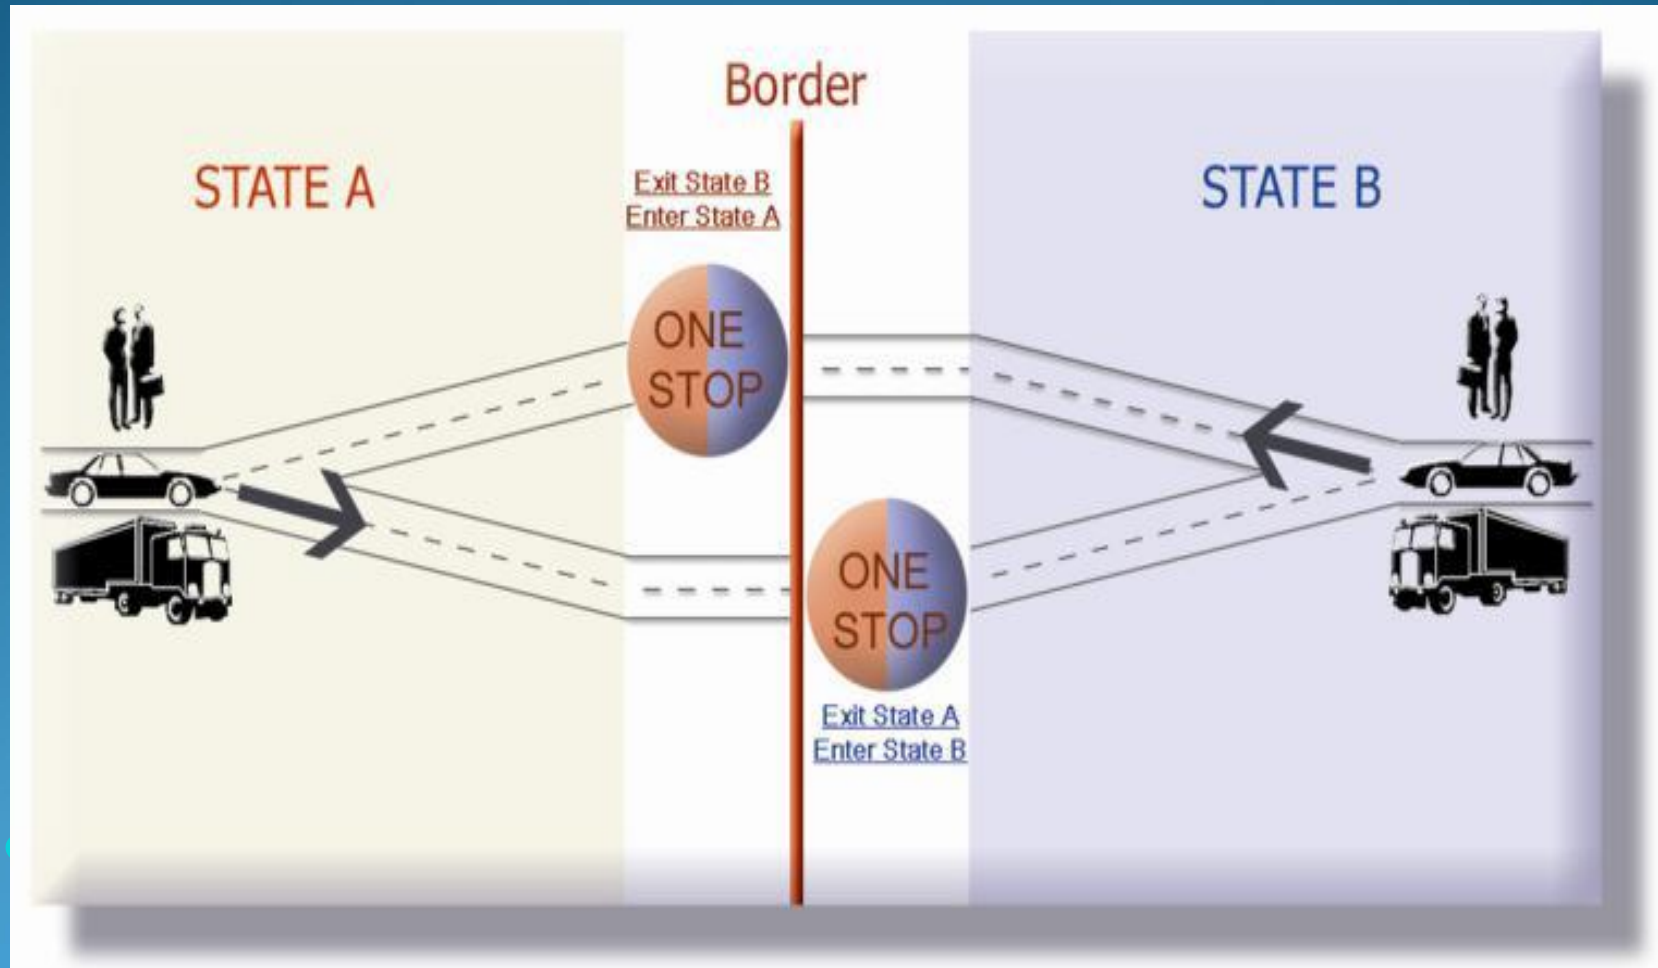 Border
STATE A
STATE B
Exit State B
Enter State A
ONE
STOP
ONE
STOP
Exit State A
Enter State B